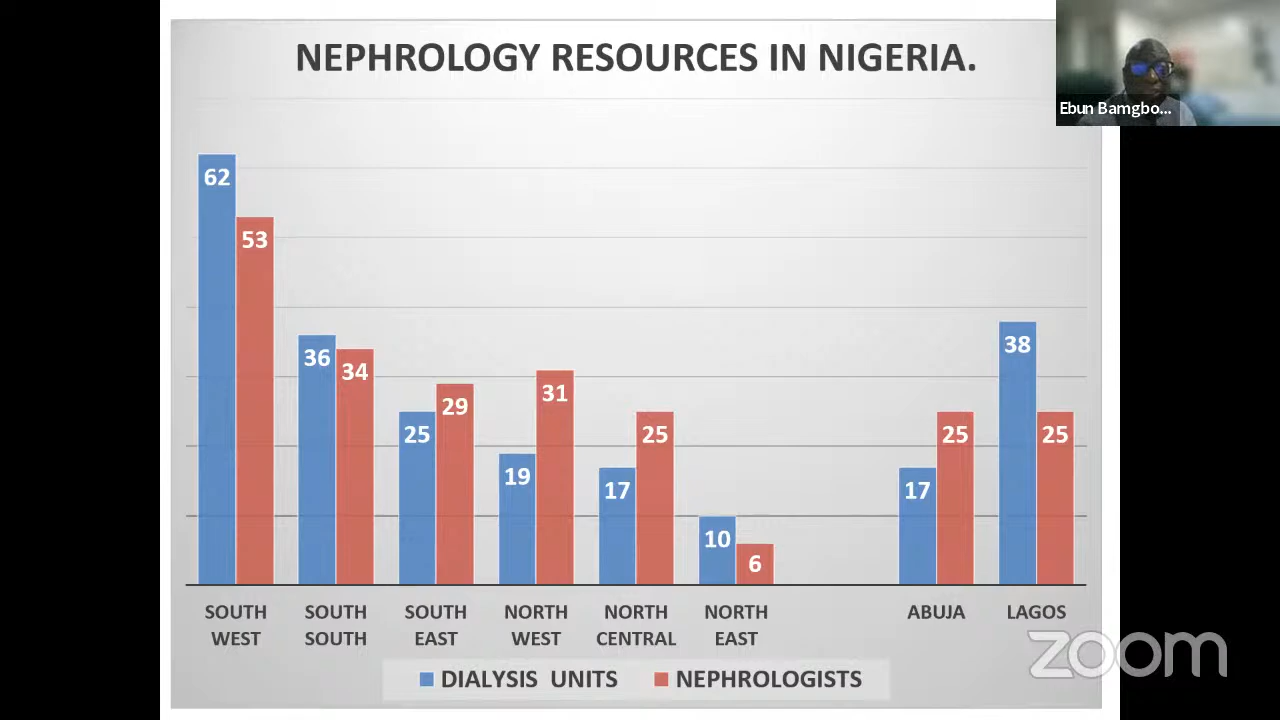 NEPHROLOGY RESOURCES IN NIGERIA.
Ebun Bamgbo...
62
53
36
34
25
29
19
31
17
25
10
6
17
25
38
25
SOUTH WEST
SOUTH SOUTH
SOUTH EAST
NORTH WEST
NORTH CENTRAL
NORTH EAST
ABUJA
LAGOS
zoom
DIALYSIS UNITS
NEPHROLOGISTS